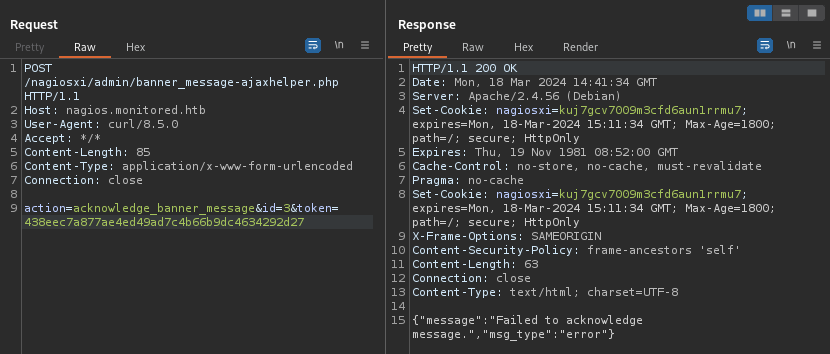 Request
Pretty Raw Hex
\n
1 POST
/nagiosxi/admin/banner_message-ajaxhelper.php
HTTP/1.1
2 Host: nagios.monitored.htb
3 User-Agent: curl/8.5.0
4 Accept: */*
5 Content-Length: 85
6 Content-Type: application/x-www-form-urlencoded
7 Connection: close
8
9 action=acknowledge_banner_message&id=3&token=
438eec7a877ae4ed49ad7c4b66b9dc4634292d27
Response
Pretty Raw Hex Render
\n
1 HTTP/1.1 200 OK
2 Date: Mon, 18 Mar 2024 14:41:34 GMT
3 Server: Apache/2.4.56 (Debian)
4 Set-Cookie: nagiosxi=kuj7gcv7009m3cfd6aun1rrmu7;
expires=Mon, 18-Mar-2024 15:11:34 GMT; Max-Age=1800;
path=/; secure; HttpOnly
5 Expires: Thu, 19 Nov 1981 08:52:00 GMT
6 Cache-Control: no-store, no-cache, must-revalidate
7 Pragma: no-cache
8 Set-Cookie: nagiosxi=kuj7gcv7009m3cfd6aun1rrmu7;
expires=Mon, 18-Mar-2024 15:11:34 GMT; Max-Age=1800;
path=/; secure; HttpOnly
9 X-Frame-Options: SAMEORIGIN
10 Content-Security-Policy: frame-ancestors 'self'
11 Content-Length: 63
12 Connection: close
13 Content-Type: text/html; charset=UTF-8
14
15 {"message":"Failed to acknowledge
message.","msg_type":"error"}